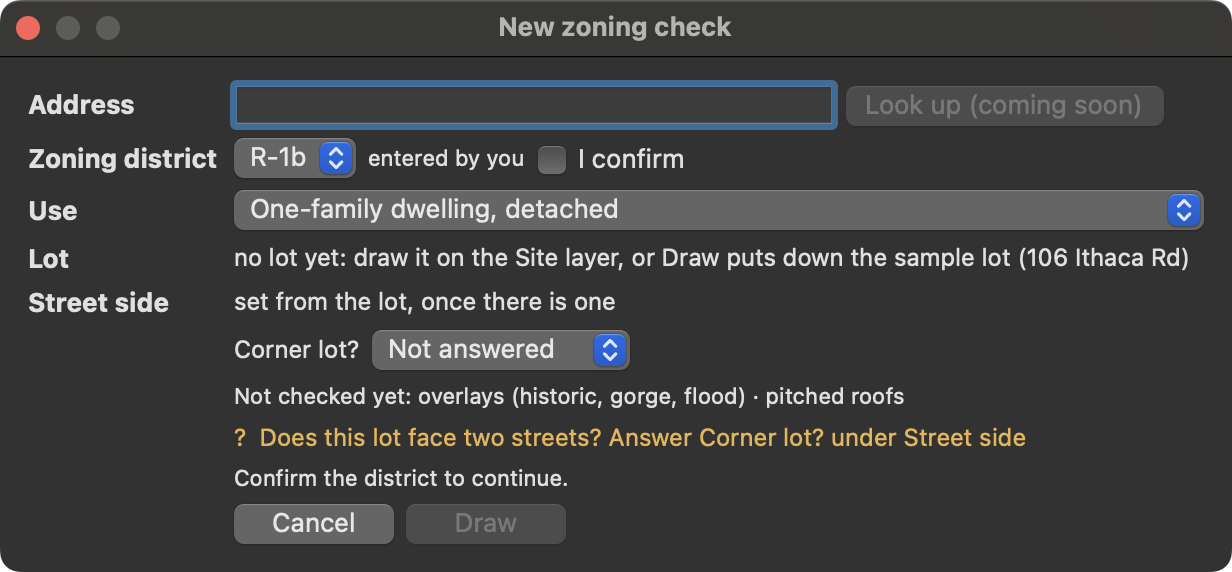 New zoning check
Address Look up (coming soon)
Zoning district R-1b entered by you I confirm
Use One-family dwelling, detached
Lot no lot yet: draw it on the Site layer, or Draw puts down the sample lot (106 Ithaca Rd)
Street side set from the lot, once there is one
Corner lot? Not answered
Not checked yet: overlays (historic, gorge, flood) · pitched roofs
? Does this lot face two streets? Answer Corner lot? under Street side
Confirm the district to continue.
Cancel Draw